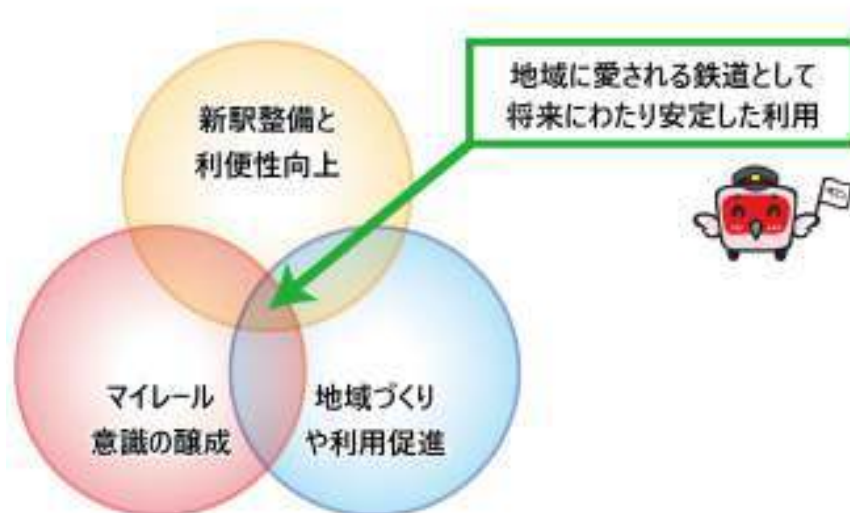 地域に愛される鉄道として
将来にわたり安定した利用
新駅整備と
利便性向上
マイレール
意識の醸成
地域づくり
や利用促進